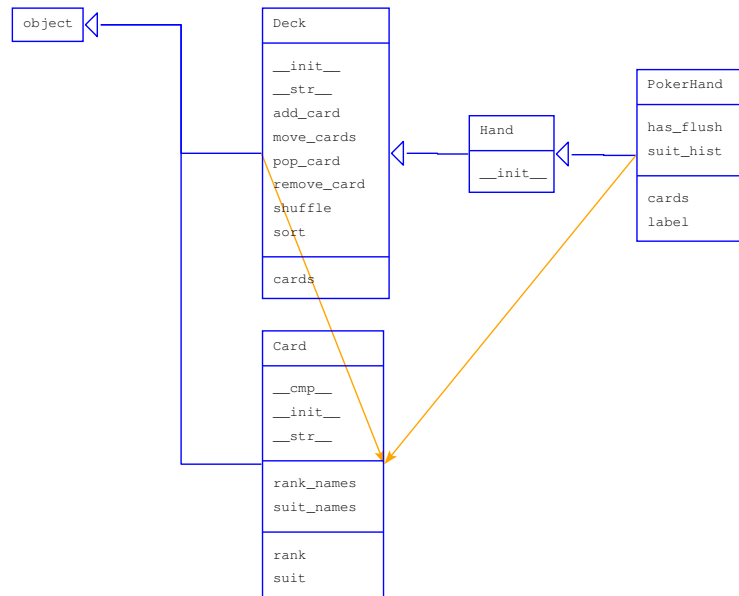 object
Deck
__init__
__str__
add_card
move_cards
pop_card
remove_card
shuffle
sort
cards
Hand
__init__
PokerHand
has_flush
suit_hist
cards
label
Card
__cmp__
__init__
__str__
rank_names
suit_names
rank
suit